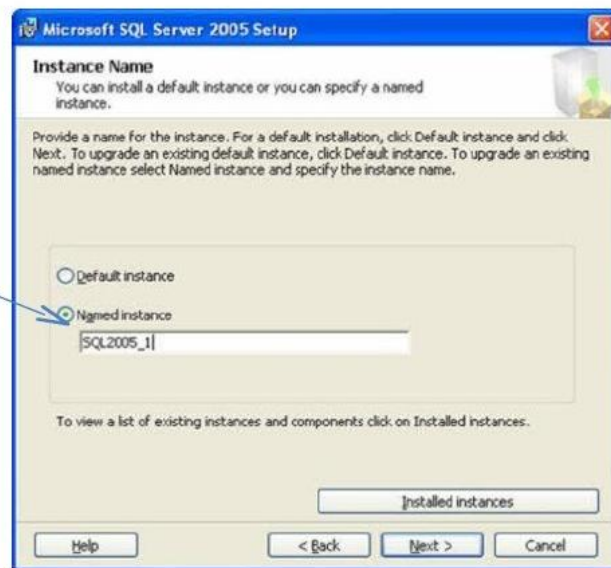 Microsoft SQL Server 2005 Setup
Instance Name
You can install a default instance or you can specify a named
instance.
Provide a name for the instance. For a default installation, click Default instance and click
Next. To upgrade an existing default instance, click Default instance. To upgrade an existing
named instance select Named instance and specify the instance name.
Default instance
Named instance
SQL2005_1
To view a list of existing instances and components click on Installed instances.
Installed instances
Help
< Back
Next >
Cancel